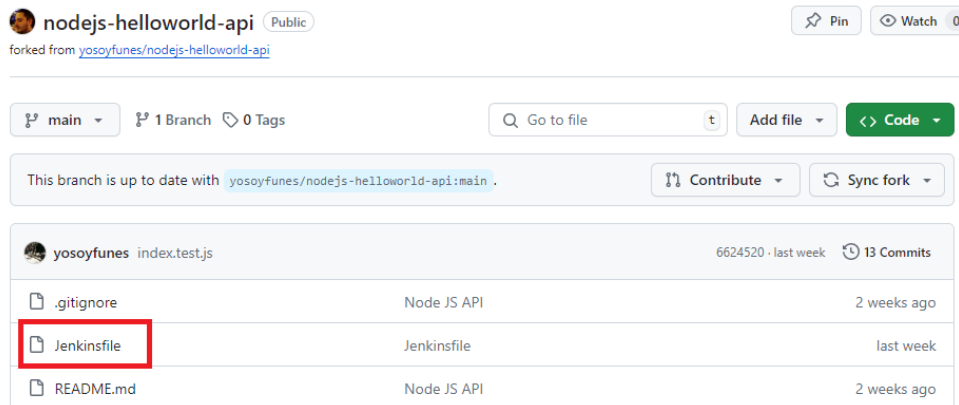 nodejs-helloworld-api Public Pin Watch 0
forked from yosoyfunes/nodejs-helloworld-api
main 1 Branch 0 Tags Go to file t Add file Code
This branch is up to date with yosoyfunes/nodejs-helloworld-api:main . Contribute Sync fork
yosoyfunes index.test.js 6624520 · last week 13 Commits
.gitignore Node JS API 2 weeks ago
Jenkinsfile Jenkinsfile last week
README.md Node JS API 2 weeks ago